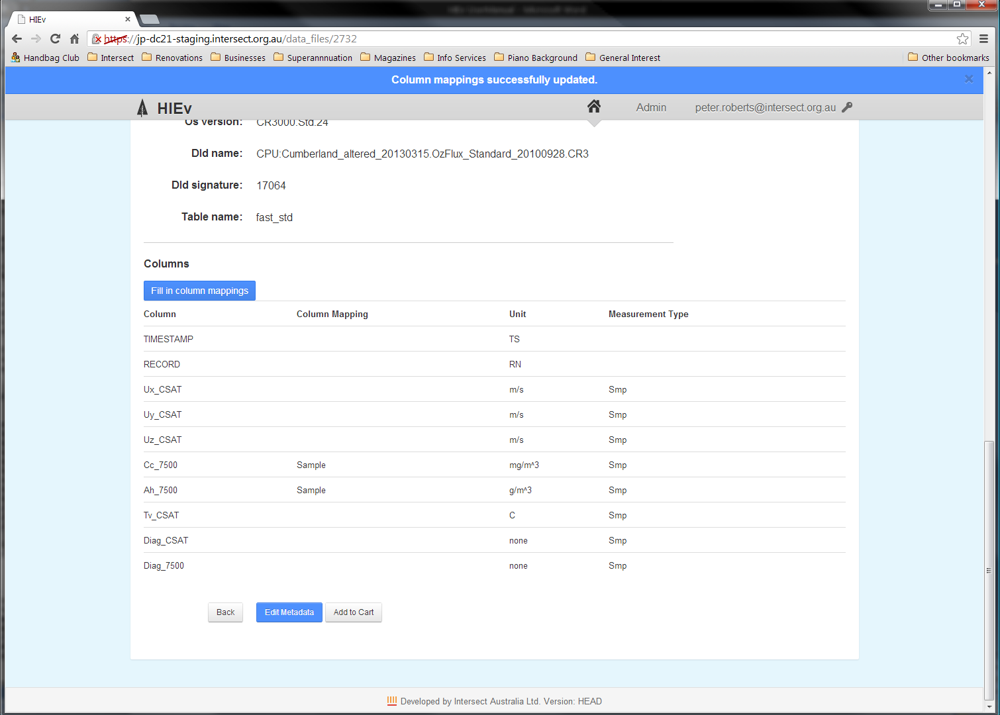 HIEv
https://jp-dc21-staging.intersect.org.au/data_files/2732
Handbag Club Intersect Renovations Businesses Superannnuation Magazines Info Services Piano Background General Interest Other bookmarks
Column mappings successfully updated.
HIEv Admin peter.roberts@intersect.org.au
Os version: CR3000.Std.24
Dld name: CPU:Cumberland_altered_20130315.OzFlux_Standard_20100928.CR3
Dld signature: 17064
Table name: fast_std
Columns
Fill in column mappings
Column Column Mapping Unit Measurement Type
TIMESTAMP TS
RECORD RN
Ux_CSAT m/s Smp
Uy_CSAT m/s Smp
Uz_CSAT m/s Smp
Cc_7500 Sample mg/m^3 Smp
Ah_7500 Sample g/m^3 Smp
Tv_CSAT C Smp
Diag_CSAT none Smp
Diag_7500 none Smp
Back Edit Metadata Add to Cart
Developed by Intersect Australia Ltd. Version: HEAD